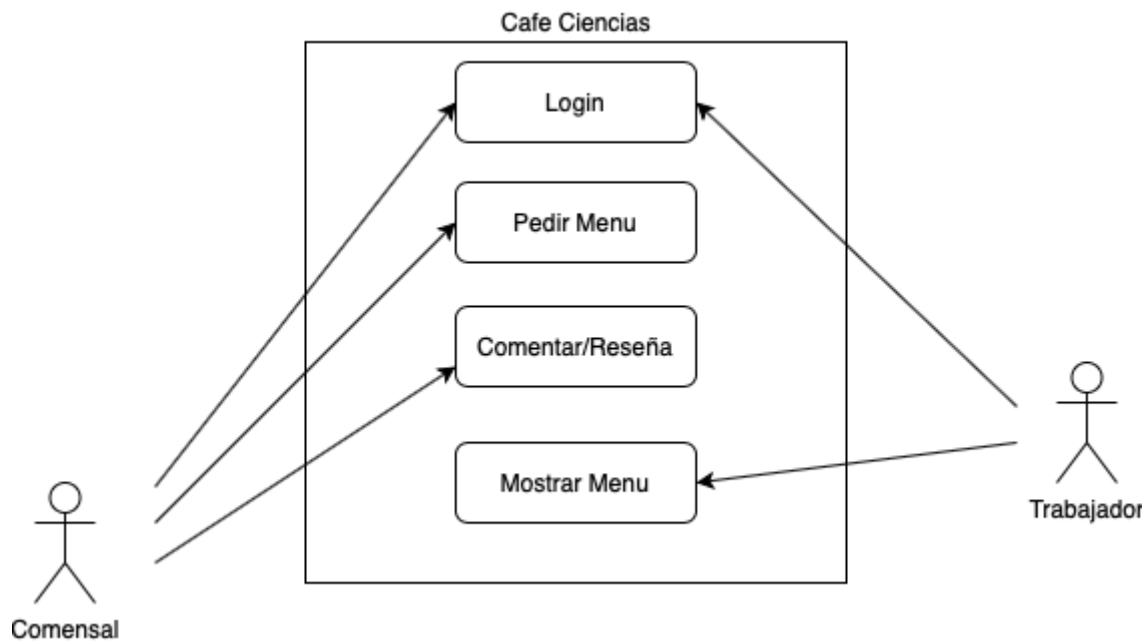 Cafe Ciencias
Login
Pedir Menu
Comentar/Reseña
Mostrar Menu
Trabajador
Comensal